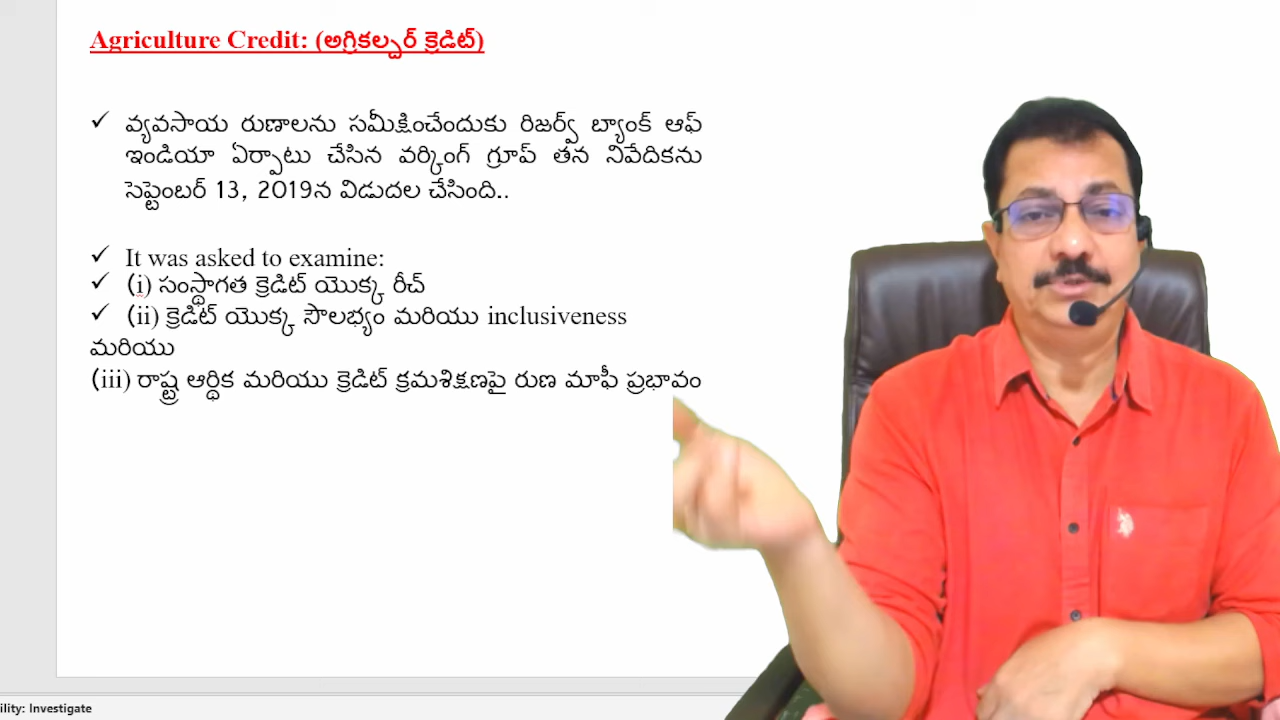 Agriculture Credit: (అగ్రికల్చర్ క్రెడిట్)
✓ వ్యవసాయ రుణాలను సమీక్షించేందుకు రిజర్వ్ బ్యాంక్ ఆఫ్
ఇండియా ఏర్పాటు చేసిన వర్కింగ్ గ్రూప్ తన నివేదికను
సెప్టెంబర్ 13, 2019న విడుదల చేసింది..
✓ It was asked to examine:
✓ (i) సంస్థాగత క్రెడిట్ యొక్క రీచ్
✓ (ii) క్రెడిట్ యొక్క సౌలభ్యం మరియు inclusiveness
మరియు
(iii) రాష్ట్ర ఆర్థిక మరియు క్రెడిట్ క్రమశిక్షణపై రుణ మాఫీ ప్రభావం
ility: Investigate